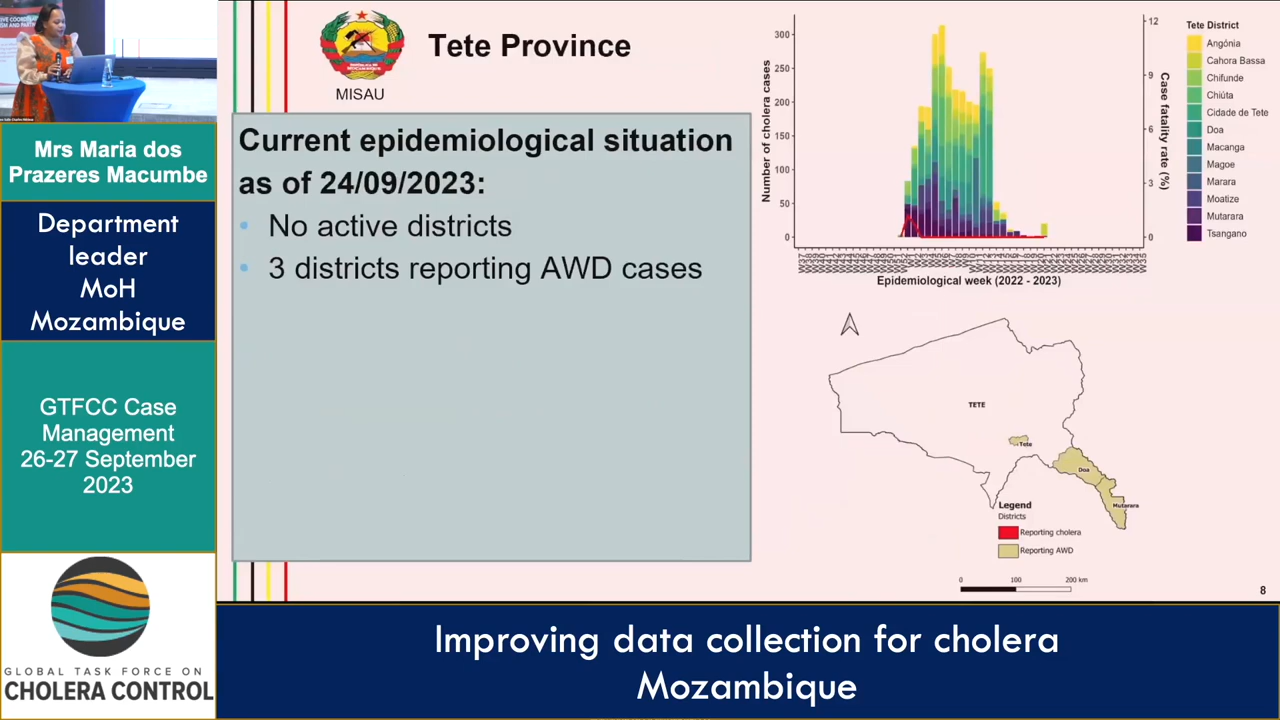 Mrs Maria dos
Prazeres Macumbe
Department
leader
MoH
Mozambique
GTFCC Case
Management
26-27 September
2023
GLOBAL TASK FORCE ON
CHOLERA CONTROL
MISAU
Tete Province
Current epidemiological situation
as of 24/09/2023:
• No active districts
• 3 districts reporting AWD cases
Number of cholera cases
300
250
200
150
100
50
0
Case fatality rate (%)
12
9
6
3
0
Epidemiological week (2022 - 2023)
Tete District
Angónia
Cahora Bassa
Chifunde
Chiúta
Cidade de Tete
Doa
Macanga
Magoe
Marara
Moatize
Mutarara
Tsangano
TETE
Tete
Doa
Mutarara
Legend
Districts
Reporting cholera
Reporting AWD
0 100 200 km
8
Improving data collection for cholera
Mozambique